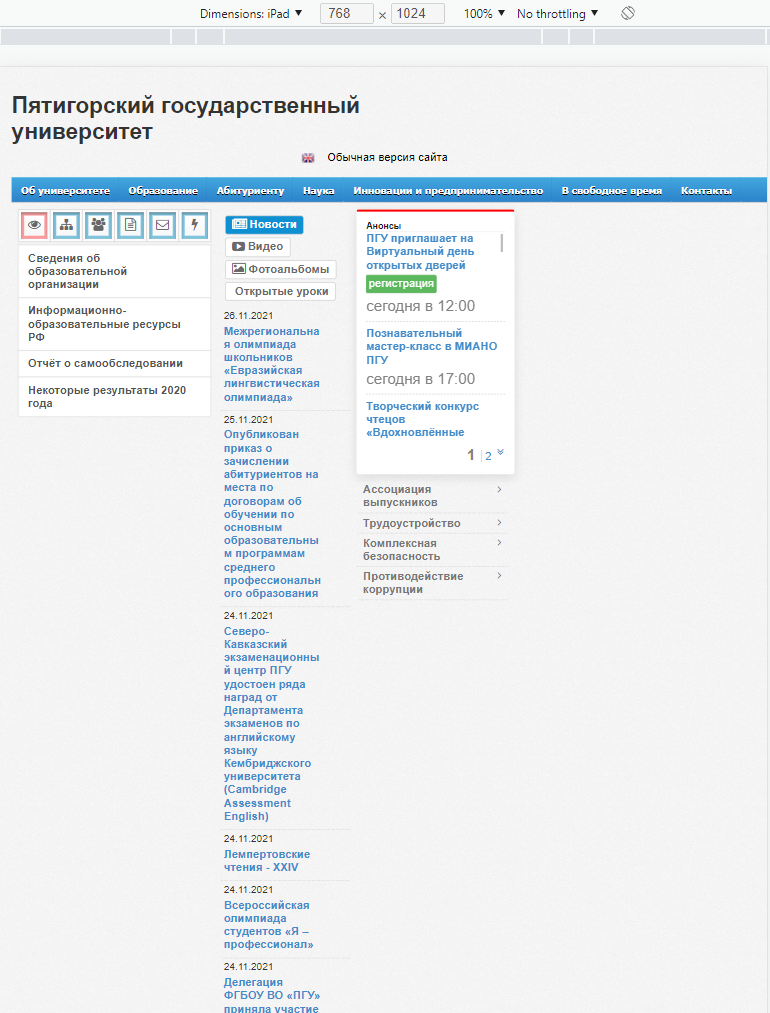 Dimensions: iPad ▼ 768 × 1024 100% ▼ No throttling ▼
Пятигорский государственный
университет
Обычная версия сайта
Об университете Образование Абитуриенту Наука Инновации и предпринимательство В свободное время Контакты
Сведения об
образовательной
организации
Информационно-
образовательные ресурсы
РФ
Отчёт о самообследовании
Некоторые результаты 2020
года
Новости
Видео
Фотоальбомы
Открытые уроки
26.11.2021
Межрегиональна
я олимпиада
школьников
«Евразийская
лингвистическая
олимпиада»
25.11.2021
Опубликован
приказ о
зачислении
абитуриентов на
места по
договорам об
обучении по
основным
образовательны
м программам
среднего
профессиональн
ого образования
24.11.2021
Северо-
Кавказский
экзаменационны
й центр ПГУ
удостоен ряда
наград от
Департамента
экзаменов по
английскому
языку
Кембриджского
университета
(Cambridge
Assessment
English)
24.11.2021
Лемпертовские
чтения - XXIV
24.11.2021
Всероссийская
олимпиада
студентов «Я –
профессионал»
24.11.2021
Делегация
ФГБОУ ВО «ПГУ»
приняла участие
Анонсы
ПГУ приглашает на
Виртуальный день
открытых дверей
регистрация
сегодня в 12:00
Познавательный
мастер-класс в МИАНО
ПГУ
сегодня в 17:00
Творческий конкурс
чтецов
«Вдохновлённые
1 | 2
Ассоциация
выпускников
Трудоустройство
Комплексная
безопасность
Противодействие
коррупции